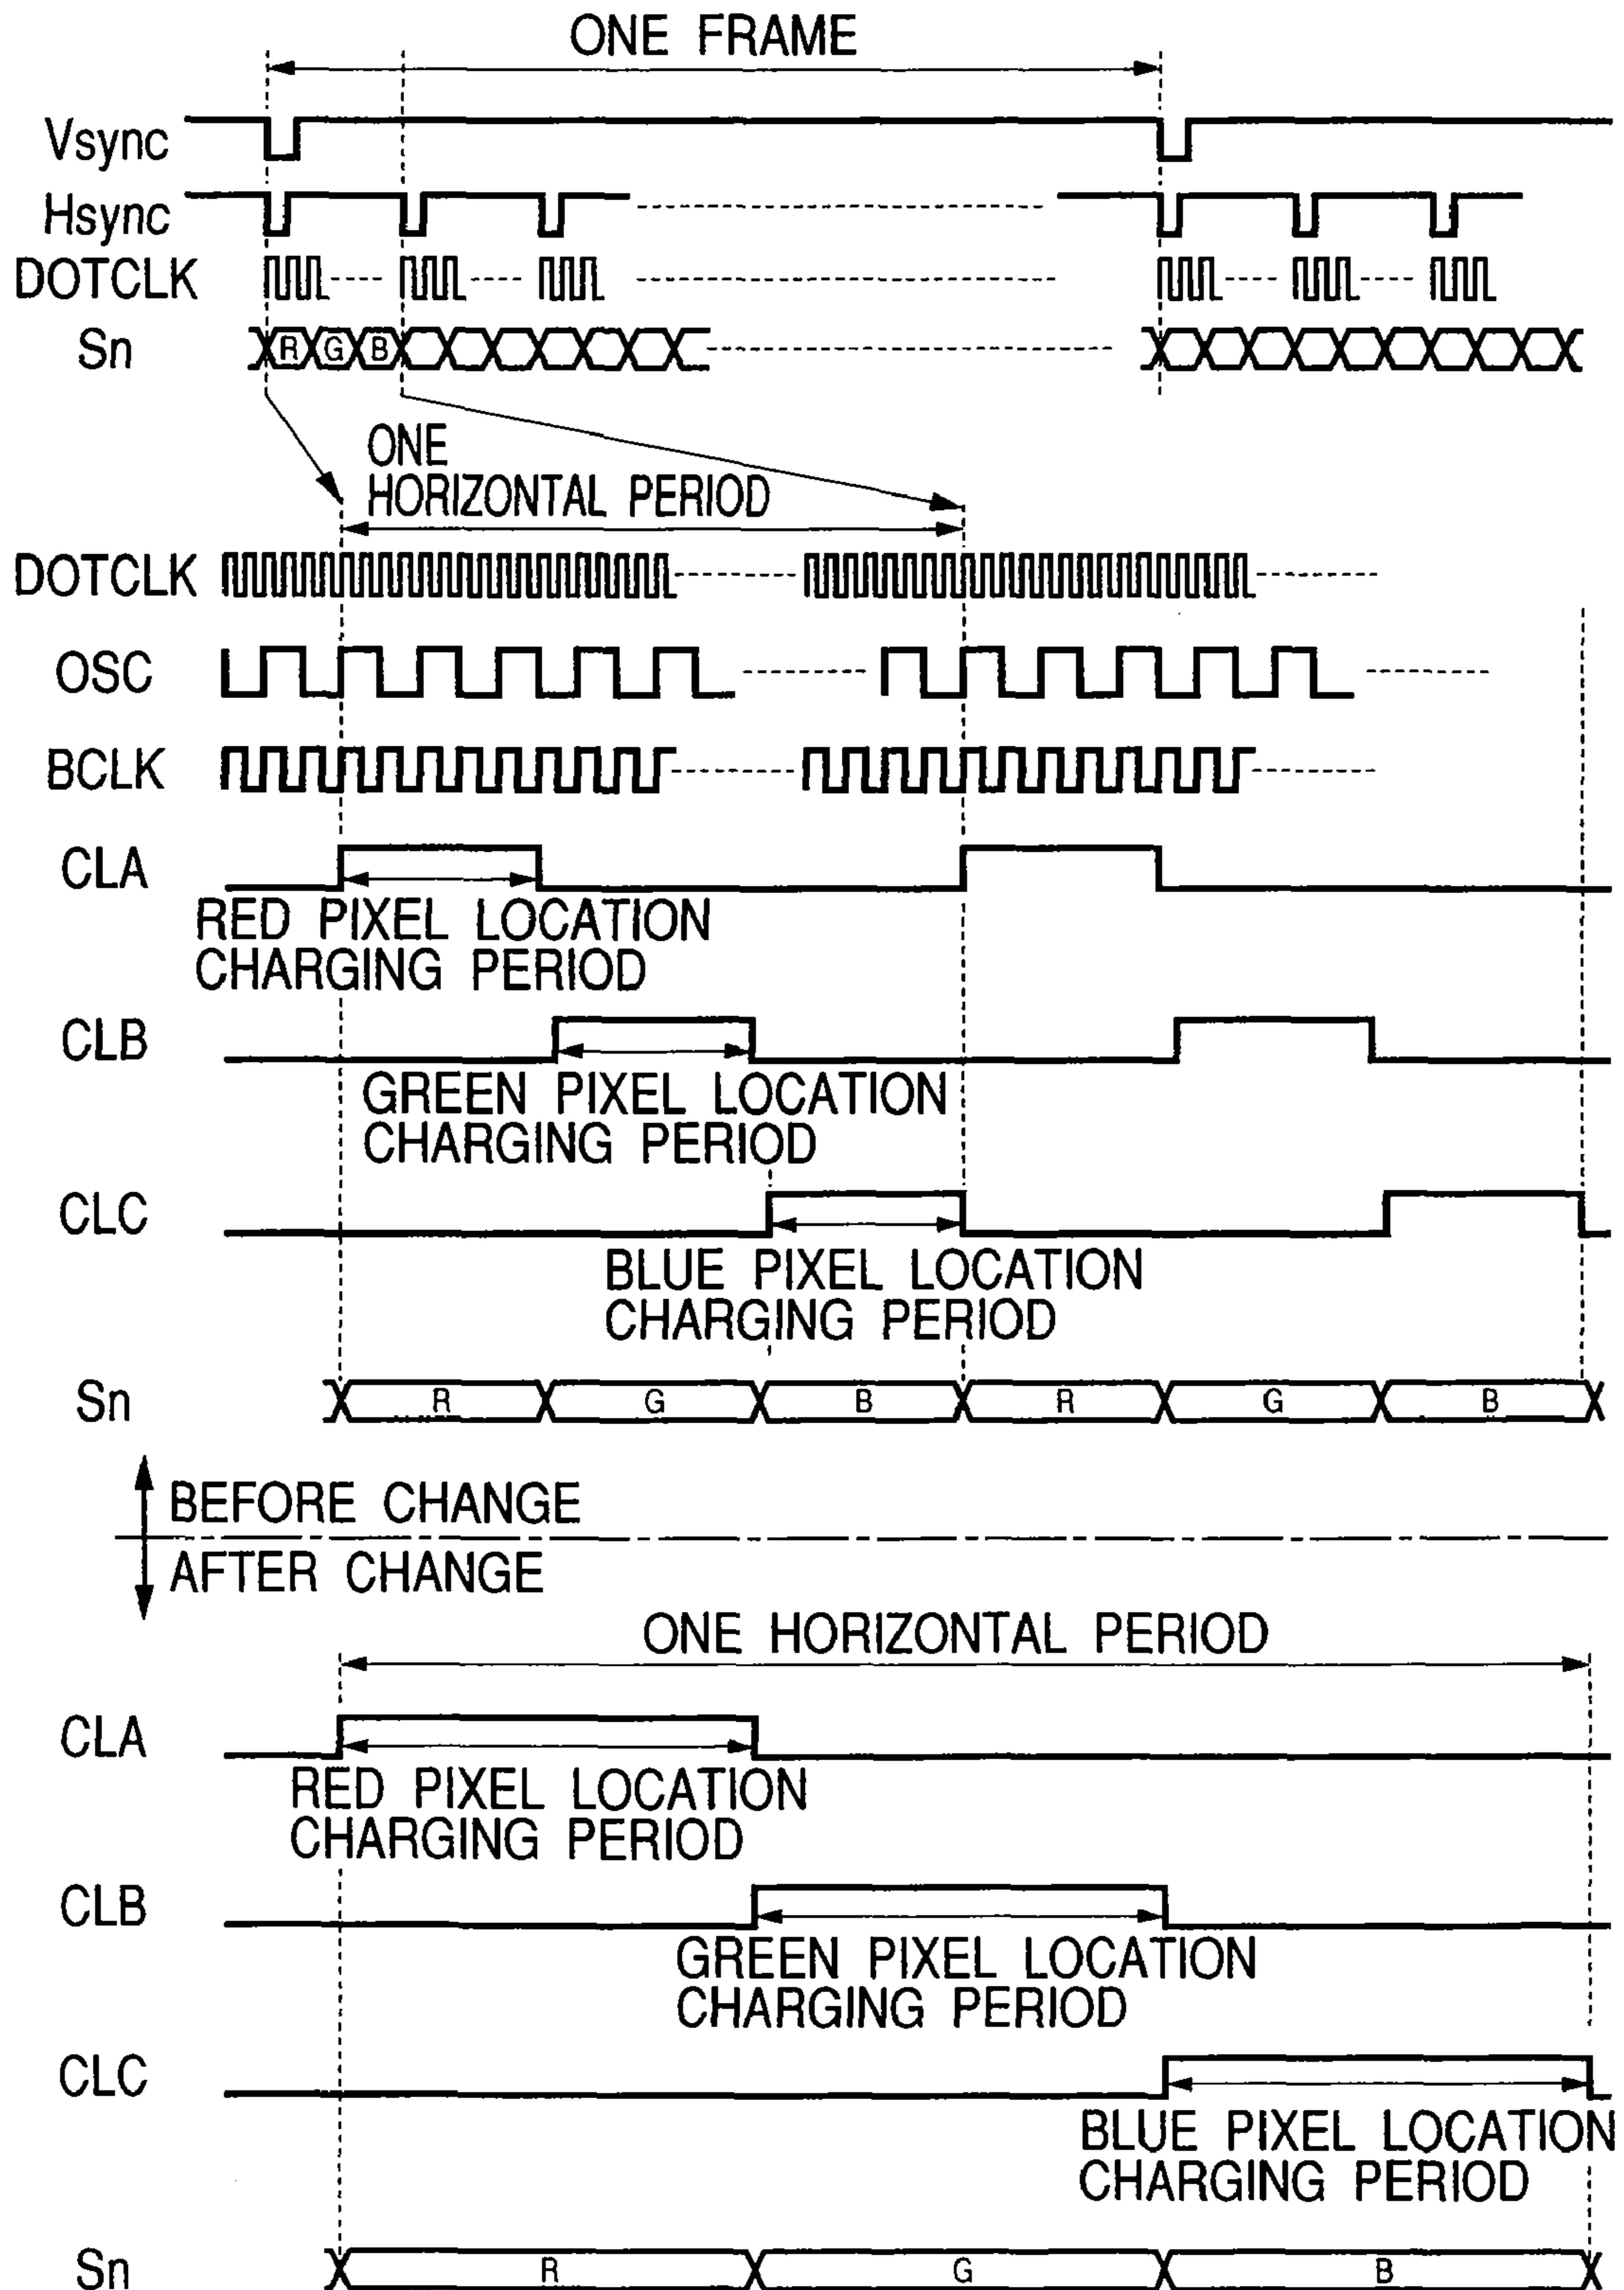 ONE FRAME
Vsync
Hsync
DOTCLK
Sn
R G B
ONE
HORIZONTAL PERIOD
DOTCLK
OSC
BCLK
CLA
RED PIXEL LOCATION
CHARGING PERIOD
CLB
GREEN PIXEL LOCATION
CHARGING PERIOD
CLC
BLUE PIXEL LOCATION
CHARGING PERIOD
Sn
R G B R G B
BEFORE CHANGE
AFTER CHANGE
ONE HORIZONTAL PERIOD
CLA
RED PIXEL LOCATION
CHARGING PERIOD
CLB
GREEN PIXEL LOCATION
CHARGING PERIOD
CLC
BLUE PIXEL LOCATION
CHARGING PERIOD
Sn
R G B